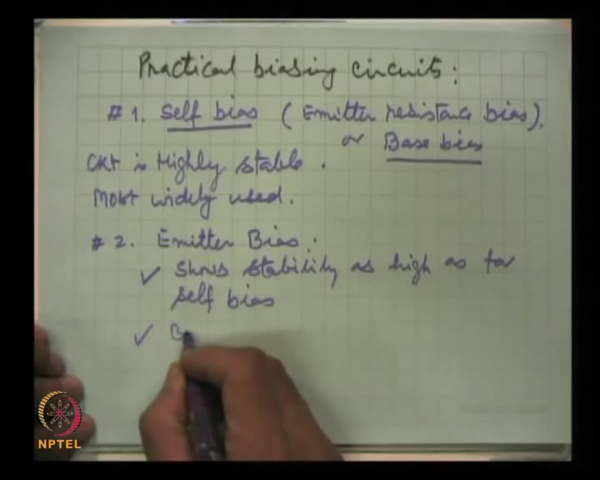 Practical biasing circuits:
# 1. Self bias (Emitter resistance bias).
or Base bias
CKt is Highly stable.
Most widely used.
# 2. Emitter Bias:
✓ Shows stability as high as for
self bias
✓ B
NPTEL